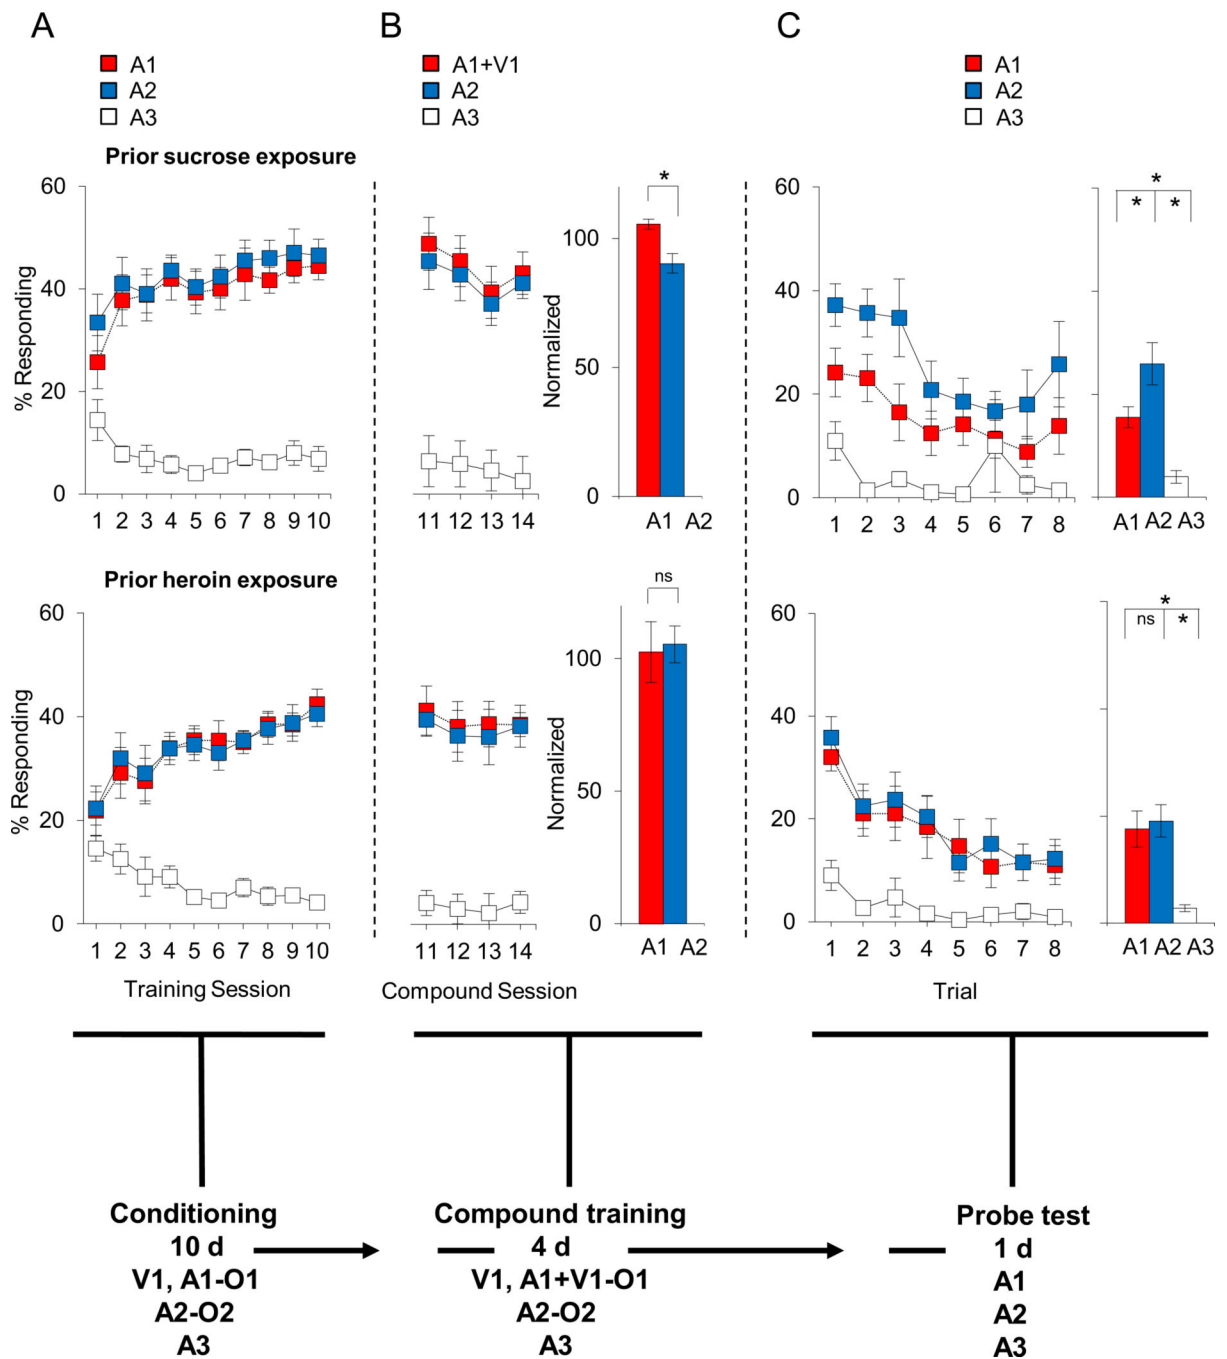 A
B
C
A1
A2
A3
A1+V1
A2
A3
A1
A2
A3
Prior sucrose exposure
% Responding
60
40
20
0
1 2 3 4 5 6 7 8 9 10
11 12 13 14
Normalized
100
50
0
*
A1 A2
60
40
20
0
1 2 3 4 5 6 7 8
*
* *
A1 A2 A3
Prior heroin exposure
% Responding
60
40
20
0
1 2 3 4 5 6 7 8 9 10
Training Session
11 12 13 14
Compound Session
Normalized
100
50
0
ns
A1 A2
60
40
20
0
1 2 3 4 5 6 7 8
Trial
*
ns *
A1 A2 A3
Conditioning
10 d
V1, A1-O1
A2-O2
A3
Compound training
4 d
V1, A1+V1-O1
A2-O2
A3
Probe test
1 d
A1
A2
A3